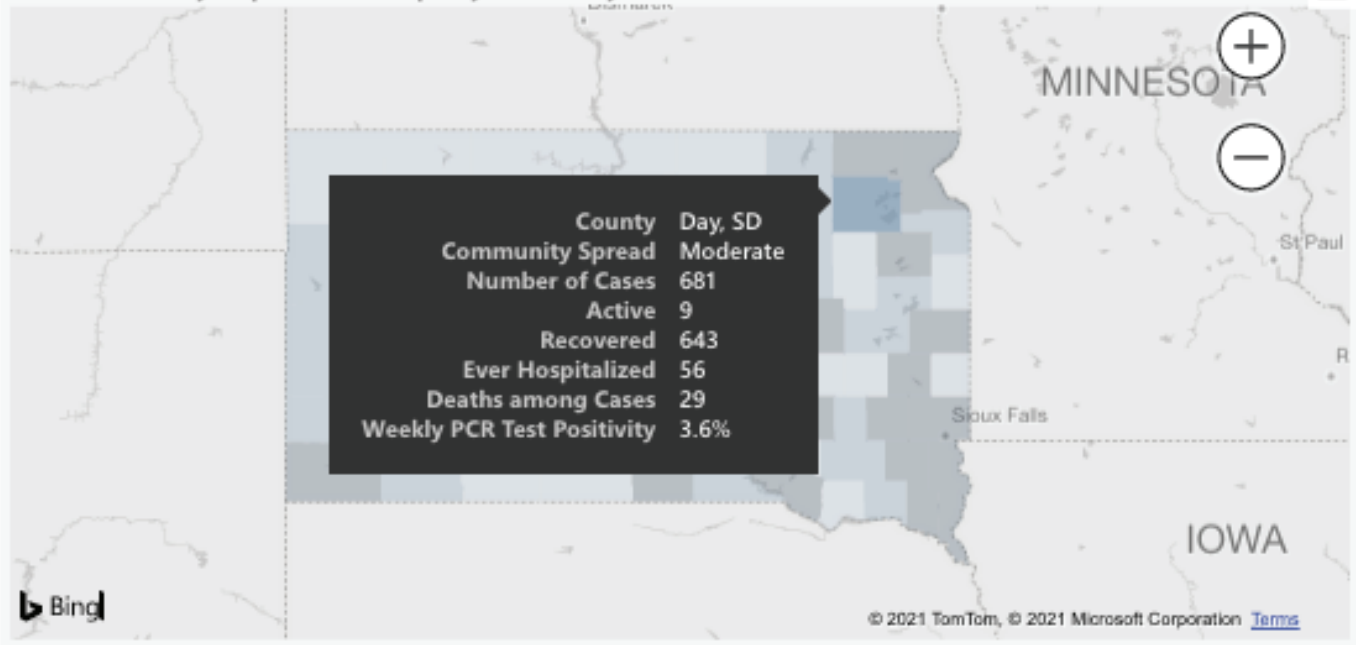 Bismarck
MINNESOTA
County Day, SD
Community Spread Moderate
Number of Cases 681
Active 9
Recovered 643
Ever Hospitalized 56
Deaths among Cases 29
Weekly PCR Test Positivity 3.6%
St Paul
R
Sioux Falls
IOWA
Bing
© 2021 TomTom, © 2021 Microsoft Corporation Terms